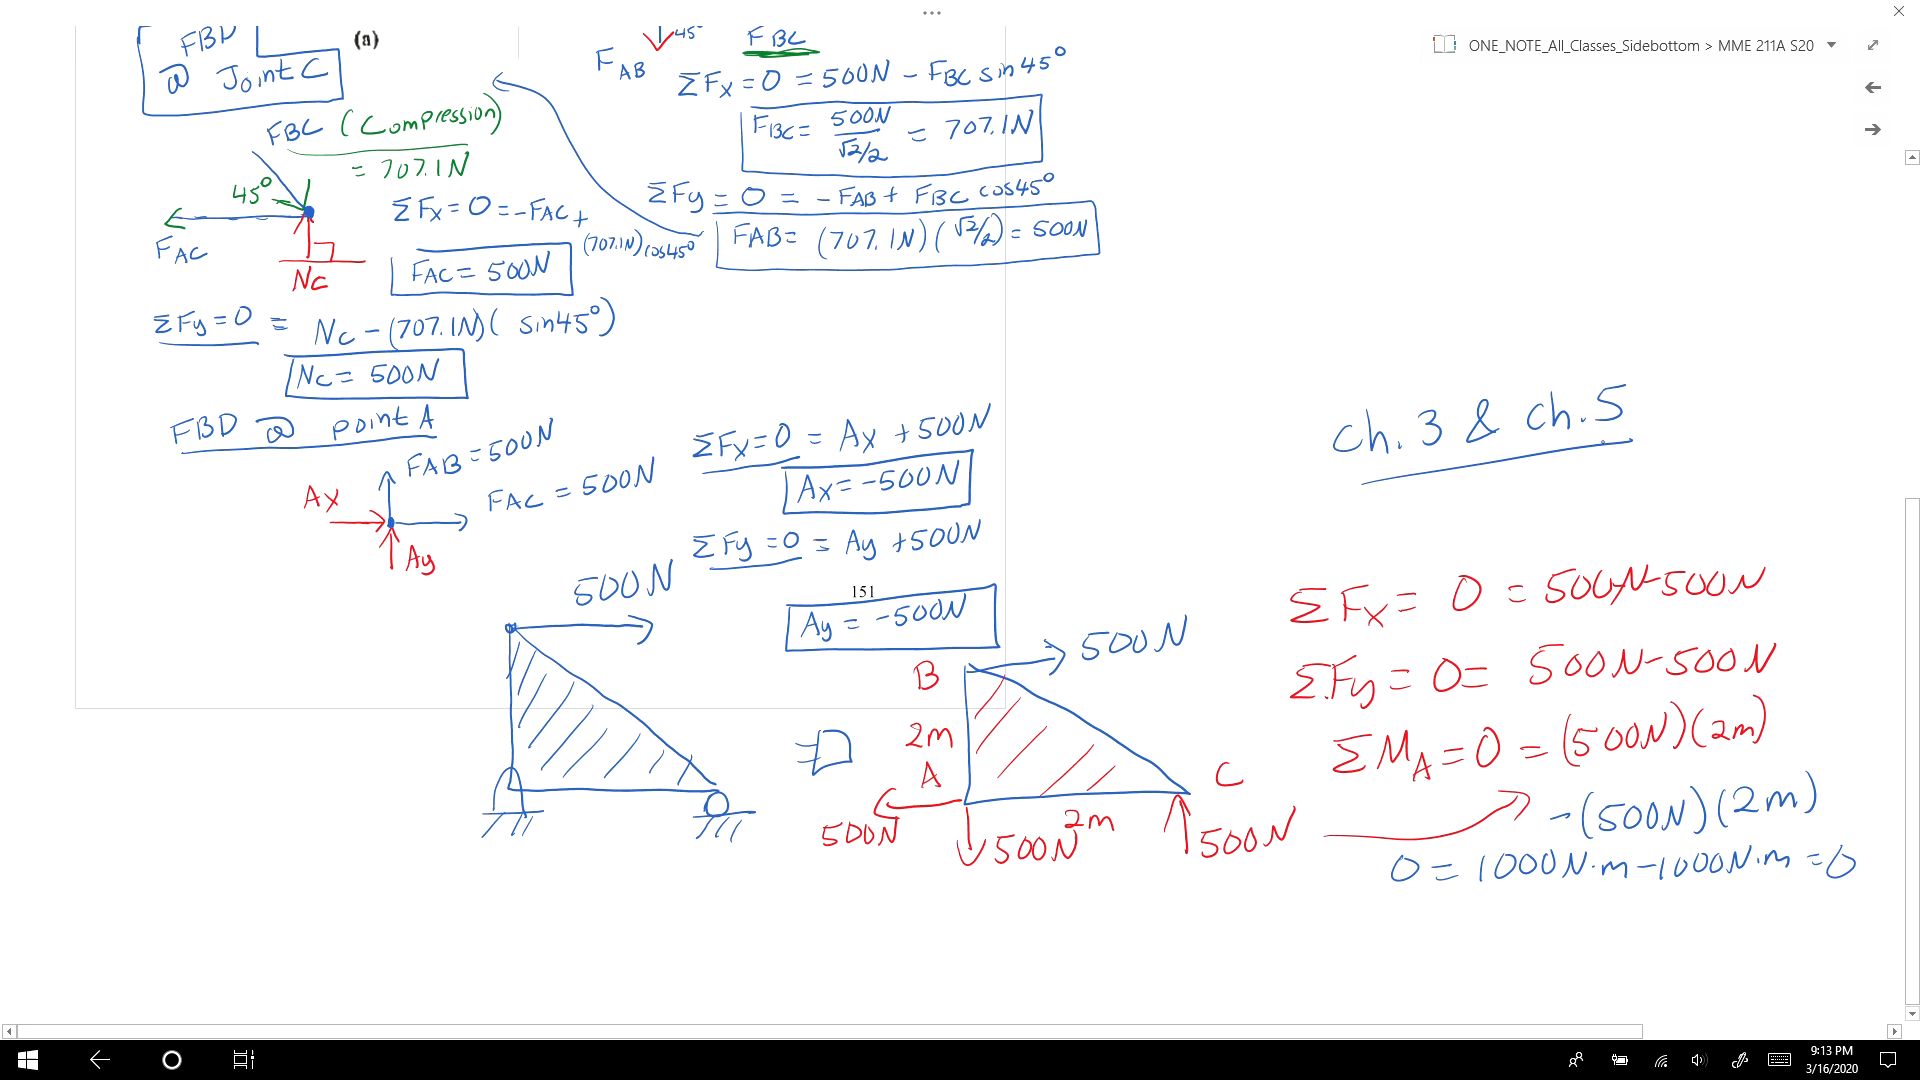 ONE_NOTE_All_Classes_Sidebottom > MME 211A S20
@ Joint C
(a)
FBC (Compression)
= 707.1N
45°
FAC
NC
ΣFx = 0 = -FAC +
(707.1N) cos45°
FAC = 500N
ΣFy = 0 = NC - (707.1N)( sin45°)
NC = 500N
45°
FAB
FBC
ΣFx = 0 = 500N - FBC sin 45°
FBC = 500N / √2/2 = 707.1N
ΣFy = 0 = - FAB + FBC cos45°
FAB = (707.1N)(√2/2) = 500N
FBD @ point A
FAB = 500N
FAC = 500N
Ax
Ay
ΣFx = 0 = Ax + 500N
Ax = -500N
ΣFy = 0 = Ay + 500N
151
Ay = -500N
500N
B
500N
2m
A
C
500N
500N
2m
500N
Ch. 3 & Ch. 5
ΣFx = 0 = 500N - 500N
ΣFy = 0 = 500N - 500N
ΣMA = 0 = (500N)(2m)
- (500N)(2m)
0 = 1000N·m - 1000N·m = 0
9:13 PM
3/16/2020